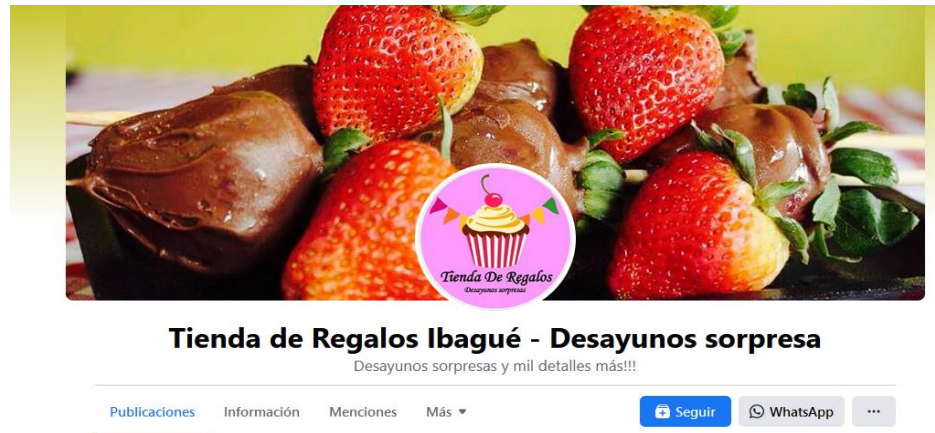 Tienda De Regalos
Desayunos sorpresas
Tienda de Regalos Ibagué - Desayunos sorpresa
Desayunos sorpresas y mil detalles más!!!
Publicaciones Información Menciones Más Seguir WhatsApp ...